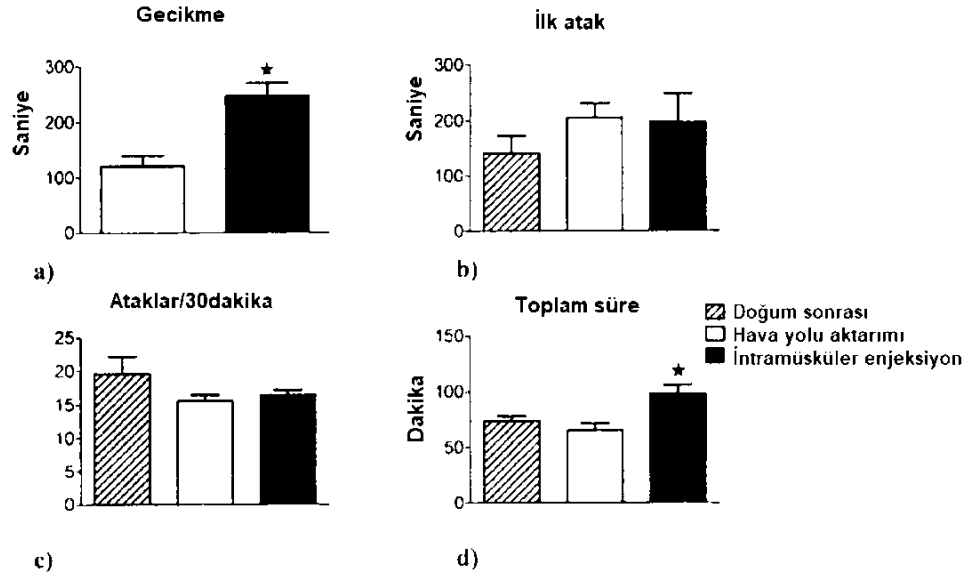 Gecikme
Saniye
300
200
100
0
★
a)
İlk atak
Saniye
300
200
100
0
b)
Ataklar/30dakika
25
20
15
10
5
0
c)
Toplam süre
Dakika
150
100
50
0
★
d)
Doğum sonrası
Hava yolu aktarımı
İntramüsküler enjeksiyon